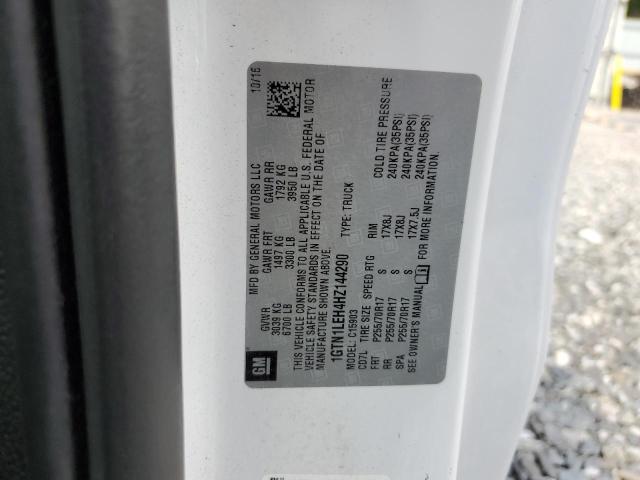 GM
MFD BY GENERAL MOTORS LLC
10/16
GVWR GAWR FRT GAWR RR
3039 KG 1497 KG 1792 KG
6700 LB 3300 LB 3950 LB
THIS VEHICLE CONFORMS TO ALL APPLICABLE U.S. FEDERAL MOTOR
VEHICLE SAFETY STANDARDS IN EFFECT ON THE DATE OF
MANUFACTURE SHOWN ABOVE.
1GTN1LEH4HZ144290 TYPE: TRUCK
MODEL: C15903
CD7L TIRE SIZE SPEED RTG RIM COLD TIRE PRESSURE
FRT P255/70R17 S 17X8J 240KPA(35PSI)
RR P255/70R17 S 17X8J 240KPA(35PSI)
SPA P255/70R17 S 17X7.5J 240KPA(35PSI)
SEE OWNER'S MANUAL FOR MORE INFORMATION.